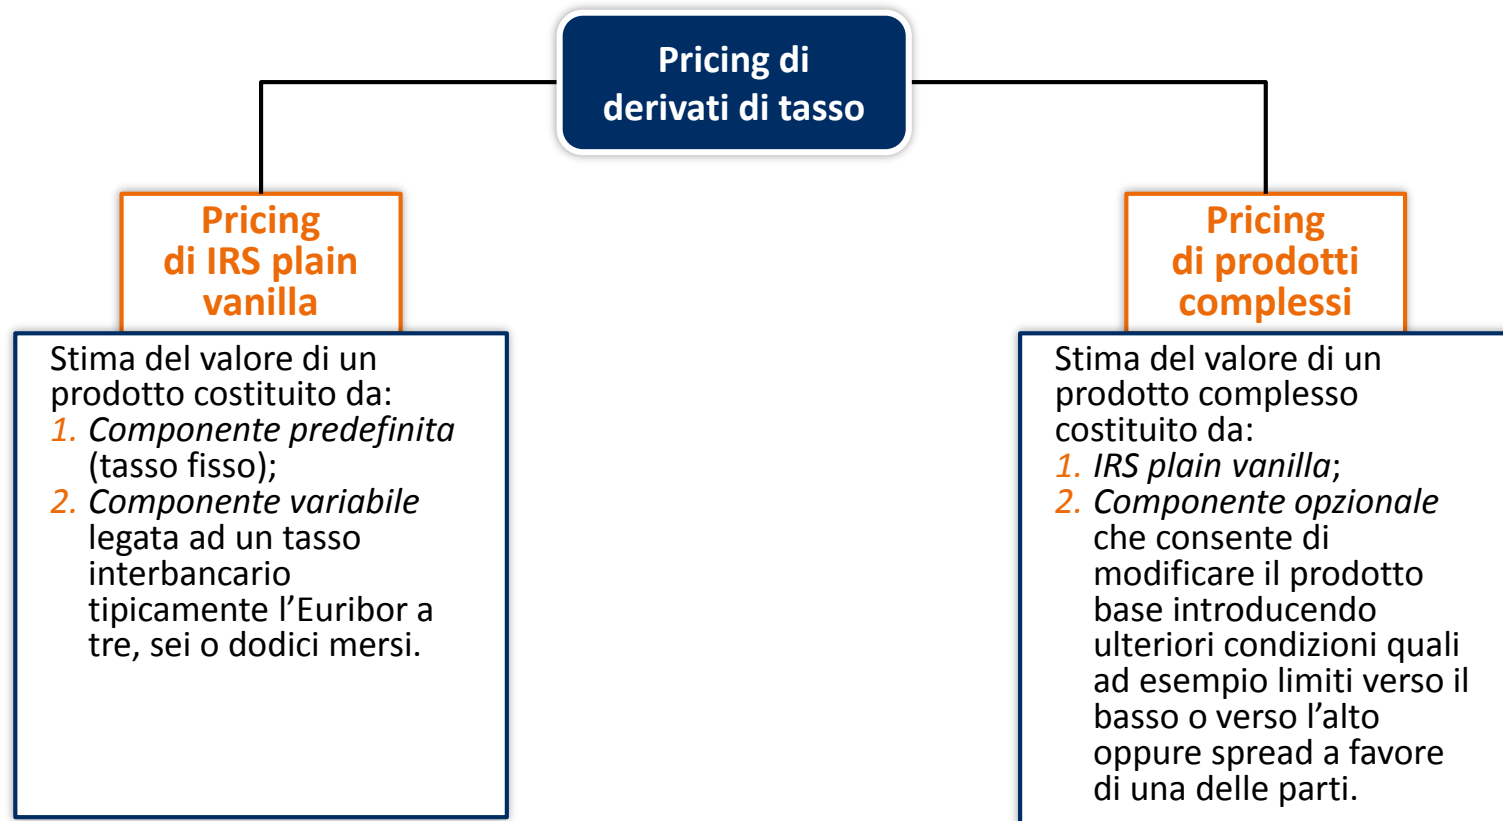 Pricing di
derivati di tasso
Pricing
di IRS plain
vanilla
Stima del valore di un
prodotto costituito da:
1. Componente predefinita
(tasso fisso);
2. Componente variabile
legata ad un tasso
interbancario
tipicamente l’Euribor a
tre, sei o dodici mersi.
Pricing
di prodotti
complessi
Stima del valore di un
prodotto complesso
costituito da:
1. IRS plain vanilla;
2. Componente opzionale
che consente di
modificare il prodotto
base introducendo
ulteriori condizioni quali
ad esempio limiti verso il
basso o verso l’alto
oppure spread a favore
di una delle parti.